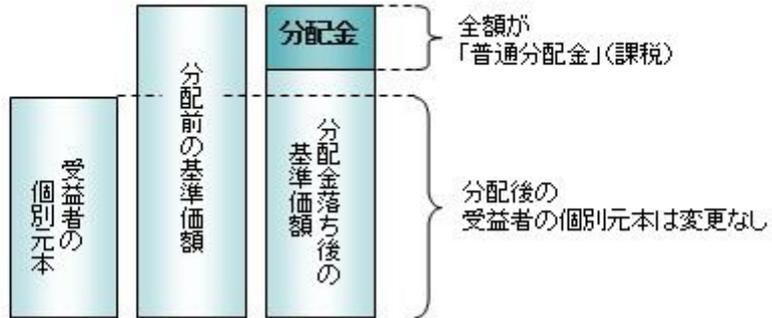 受益者の
個別元本
分配前の基準価額
分配金
分配金落ち後の
基準価額
全額が
「普通分配金」(課税)
分配後の
受益者の個別元本は変更なし